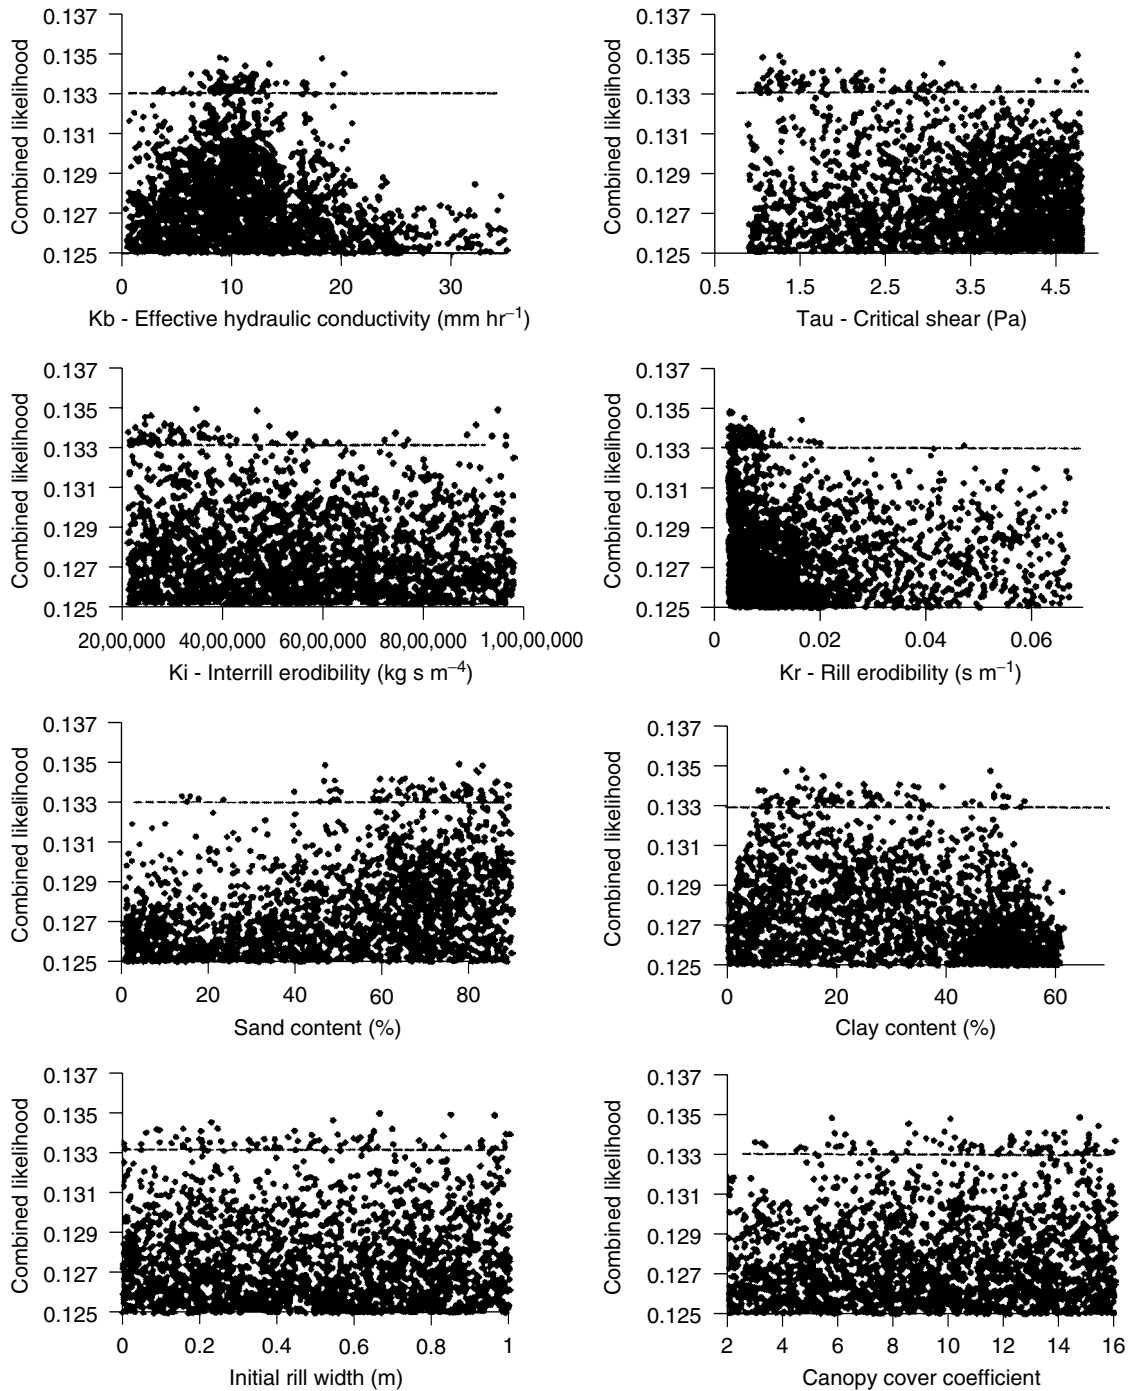 0.137
0.135
0.133
0.131
0.129
0.127
0.125
Combined likelihood
0 10 20 30
Kb - Effective hydraulic conductivity (mm hr⁻¹)
0.137
0.135
0.133
0.131
0.129
0.127
0.125
Combined likelihood
0.5 1.5 2.5 3.5 4.5
Tau - Critical shear (Pa)
0.137
0.135
0.133
0.131
0.129
0.127
0.125
Combined likelihood
20,00,000 40,00,000 60,00,000 80,00,000 1,00,00,000
Ki - Interrill erodibility (kg s m⁻⁴)
0.137
0.135
0.133
0.131
0.129
0.127
0.125
Combined likelihood
0 0.02 0.04 0.06
Kr - Rill erodibility (s m⁻¹)
0.137
0.135
0.133
0.131
0.129
0.127
0.125
Combined likelihood
0 20 40 60 80
Sand content (%)
0.137
0.135
0.133
0.131
0.129
0.127
0.125
Combined likelihood
0 20 40 60
Clay content (%)
0.137
0.135
0.133
0.131
0.129
0.127
0.125
Combined likelihood
0 0.2 0.4 0.6 0.8 1
Initial rill width (m)
0.137
0.135
0.133
0.131
0.129
0.127
0.125
Combined likelihood
2 4 6 8 10 12 14 16
Canopy cover coefficient